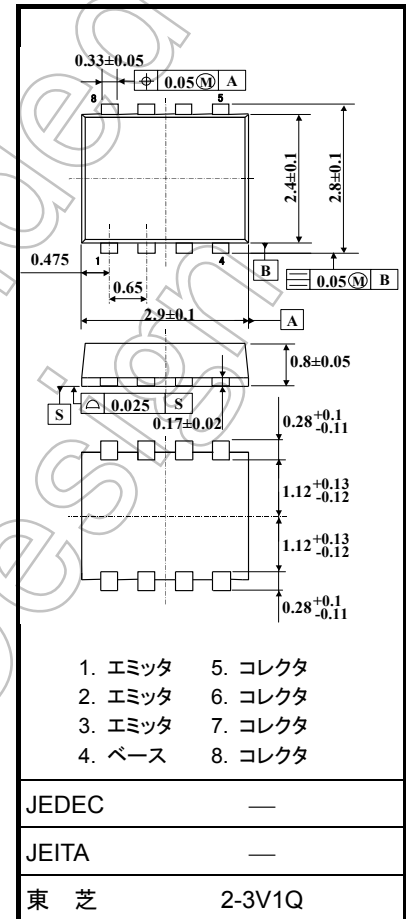 0.33±0.05
⌖ 0.05Ⓜ A
8 5
2.4±0.1
2.8±0.1
0.475
1 4
B
⌯ 0.05Ⓜ B
0.65
2.9±0.1
A
0.8±0.05
S
⌓ 0.025 S
0.17±0.02
0.28 +0.1 -0.11
1.12 +0.13 -0.12
1.12 +0.13 -0.12
0.28 +0.1 -0.11
1. エミッタ 5. コレクタ
2. エミッタ 6. コレクタ
3. エミッタ 7. コレクタ
4. ベース 8. コレクタ
JEDEC ―
JEITA ―
東 芝 2-3V1Q